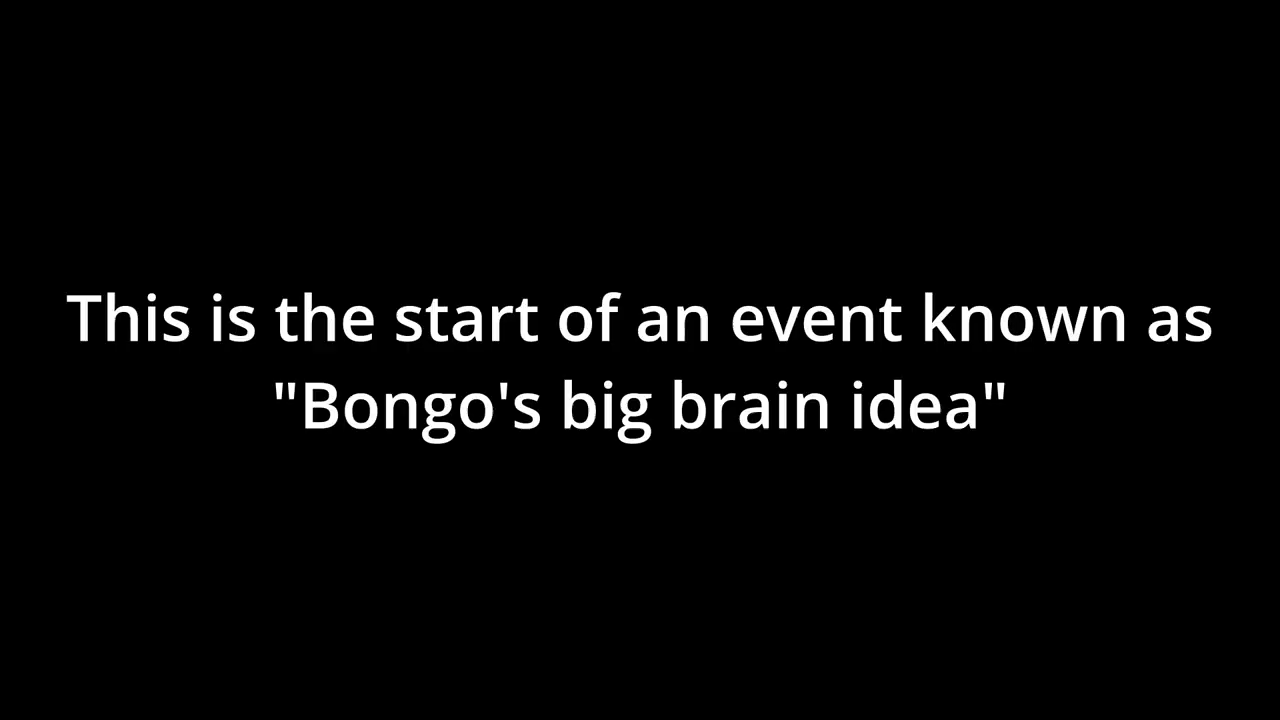 This is the start of an event known as
"Bongo's big brain idea"